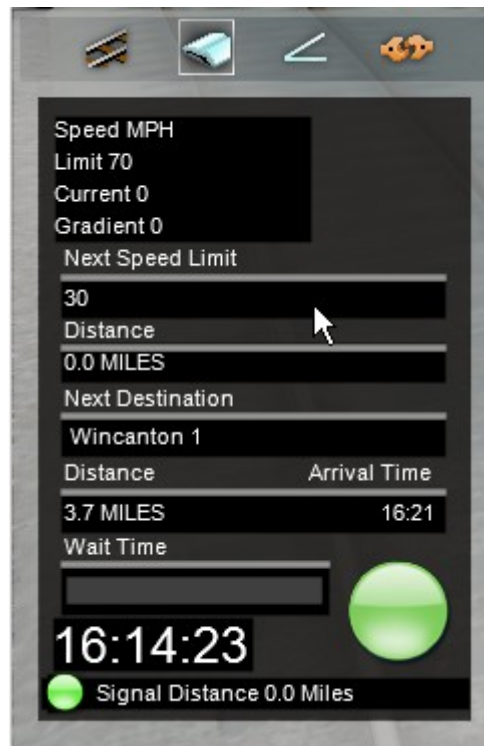 Speed MPH
Limit 70
Current 0
Gradient 0
Next Speed Limit
30
Distance
0.0 MILES
Next Destination
Wincanton 1
Distance Arrival Time
3.7 MILES 16:21
Wait Time
16:14:23
Signal Distance 0.0 Miles